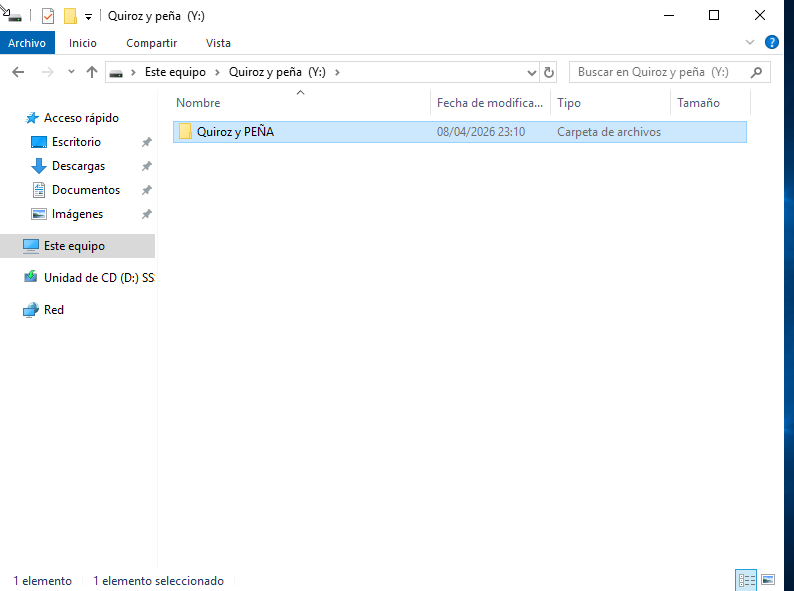 Quiroz y peña (Y:)
Archivo Inicio Compartir Vista
Este equipo Quiroz y peña (Y:) Buscar en Quiroz y peña (Y:)
Nombre Fecha de modifica... Tipo Tamaño
Quiroz y PEÑA 08/04/2026 23:10 Carpeta de archivos
Acceso rápido
Escritorio
Descargas
Documentos
Imágenes
Este equipo
Unidad de CD (D:) SS
Red
1 elemento 1 elemento seleccionado